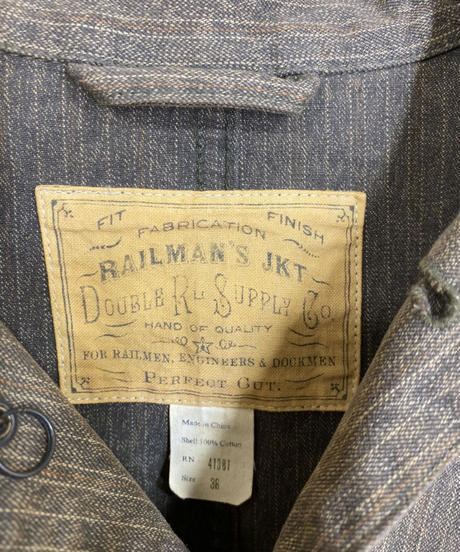 FIT
FINISH
FABRICATION
RAILMAN'S JKT
DOUBLE RL SUPPLY CO
HAND OF QUALITY
FOR RAILMEN, ENGINEERS & DOCKMEN
PERFECT CUT.
Made in China
Shell: 100% Cotton
RN 41381
Size 36